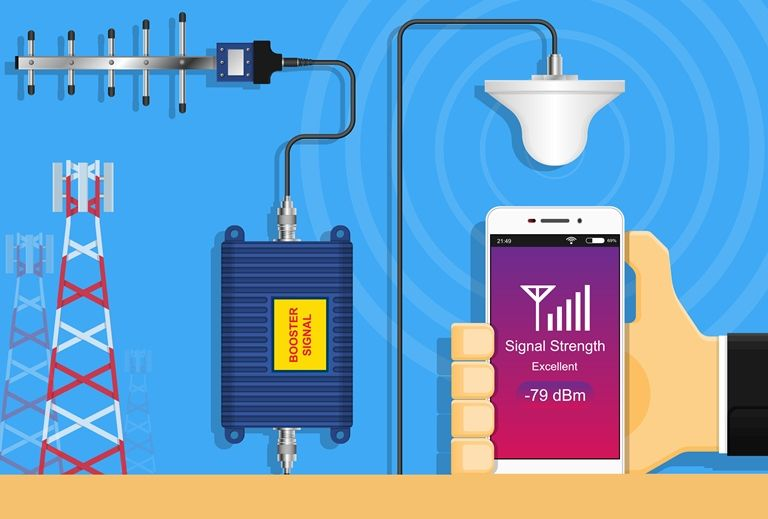 BOOSTER
SIGNAL
21:49
69%
Signal Strength
Excellent
-79 dBm